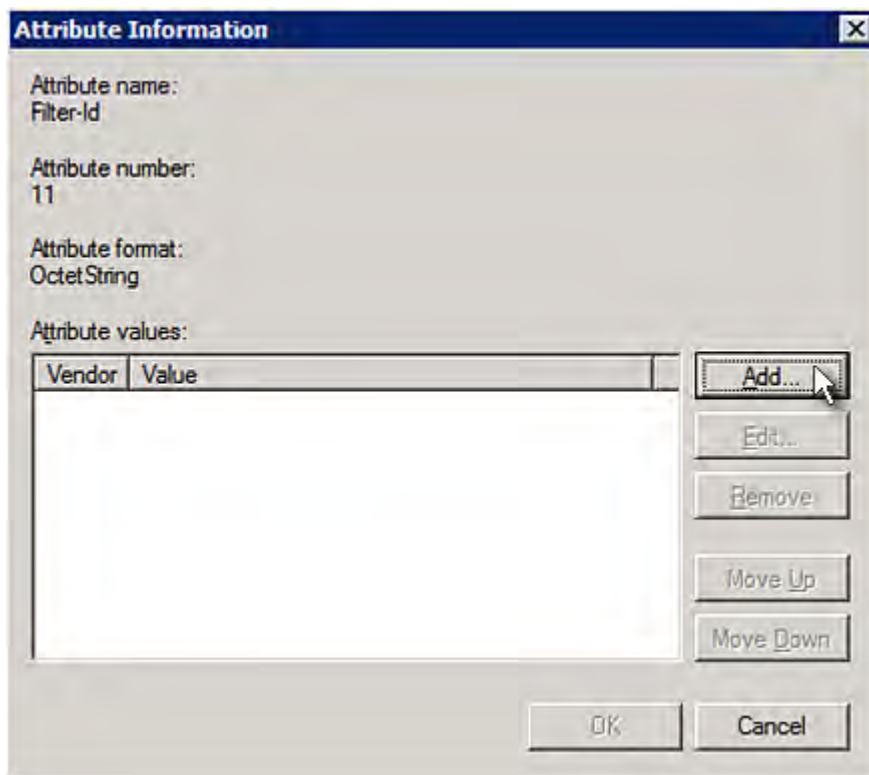 Attribute Information
Attribute name:
Filter-Id
Attribute number:
11
Attribute format:
OctetString
Attribute values:
Vendor Value
Add...
Edit...
Remove
Move Up
Move Down
OK Cancel